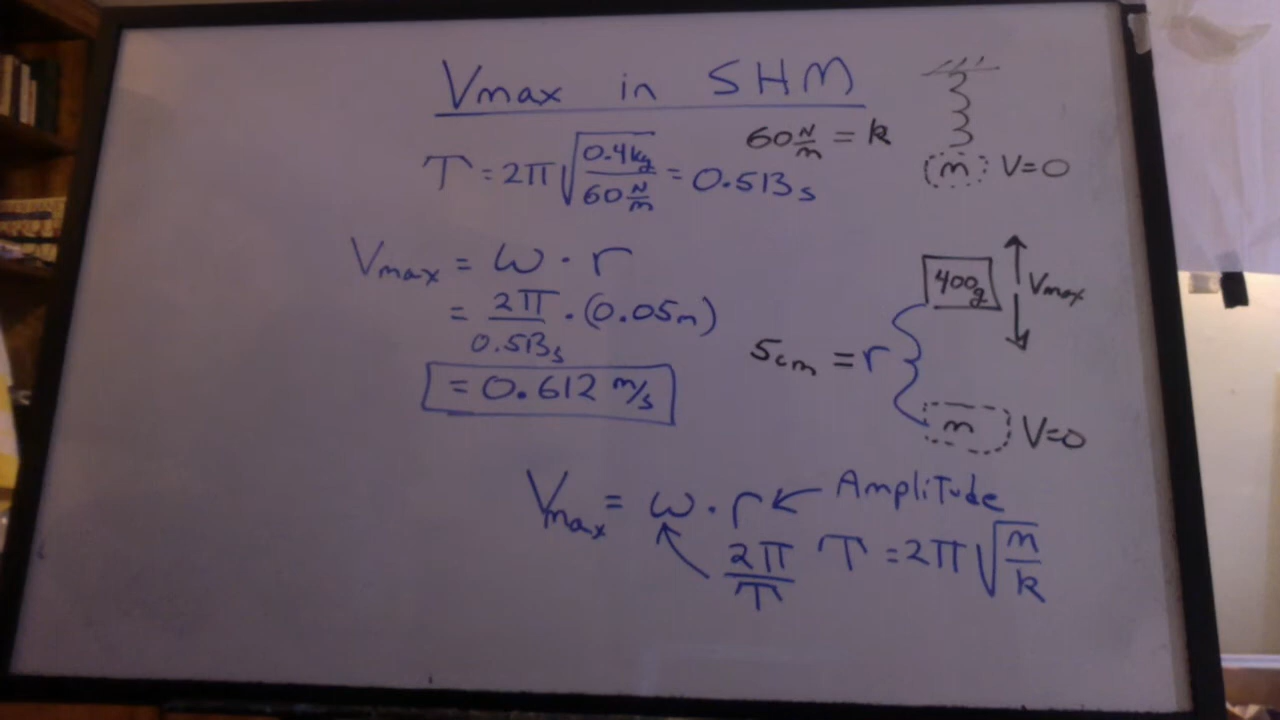 Vmax in SHM
60 N/m = k
T = 2π√(0.4kg / 60 N/m) = 0.513s
m V=0
Vmax = ω · r
400g Vmax
= 2π/0.513s · (0.05m)
5cm = r
= 0.612 m/s
m V=0
Vmax = ω · r ← Amplitude
2π/T T = 2π√(m/k)